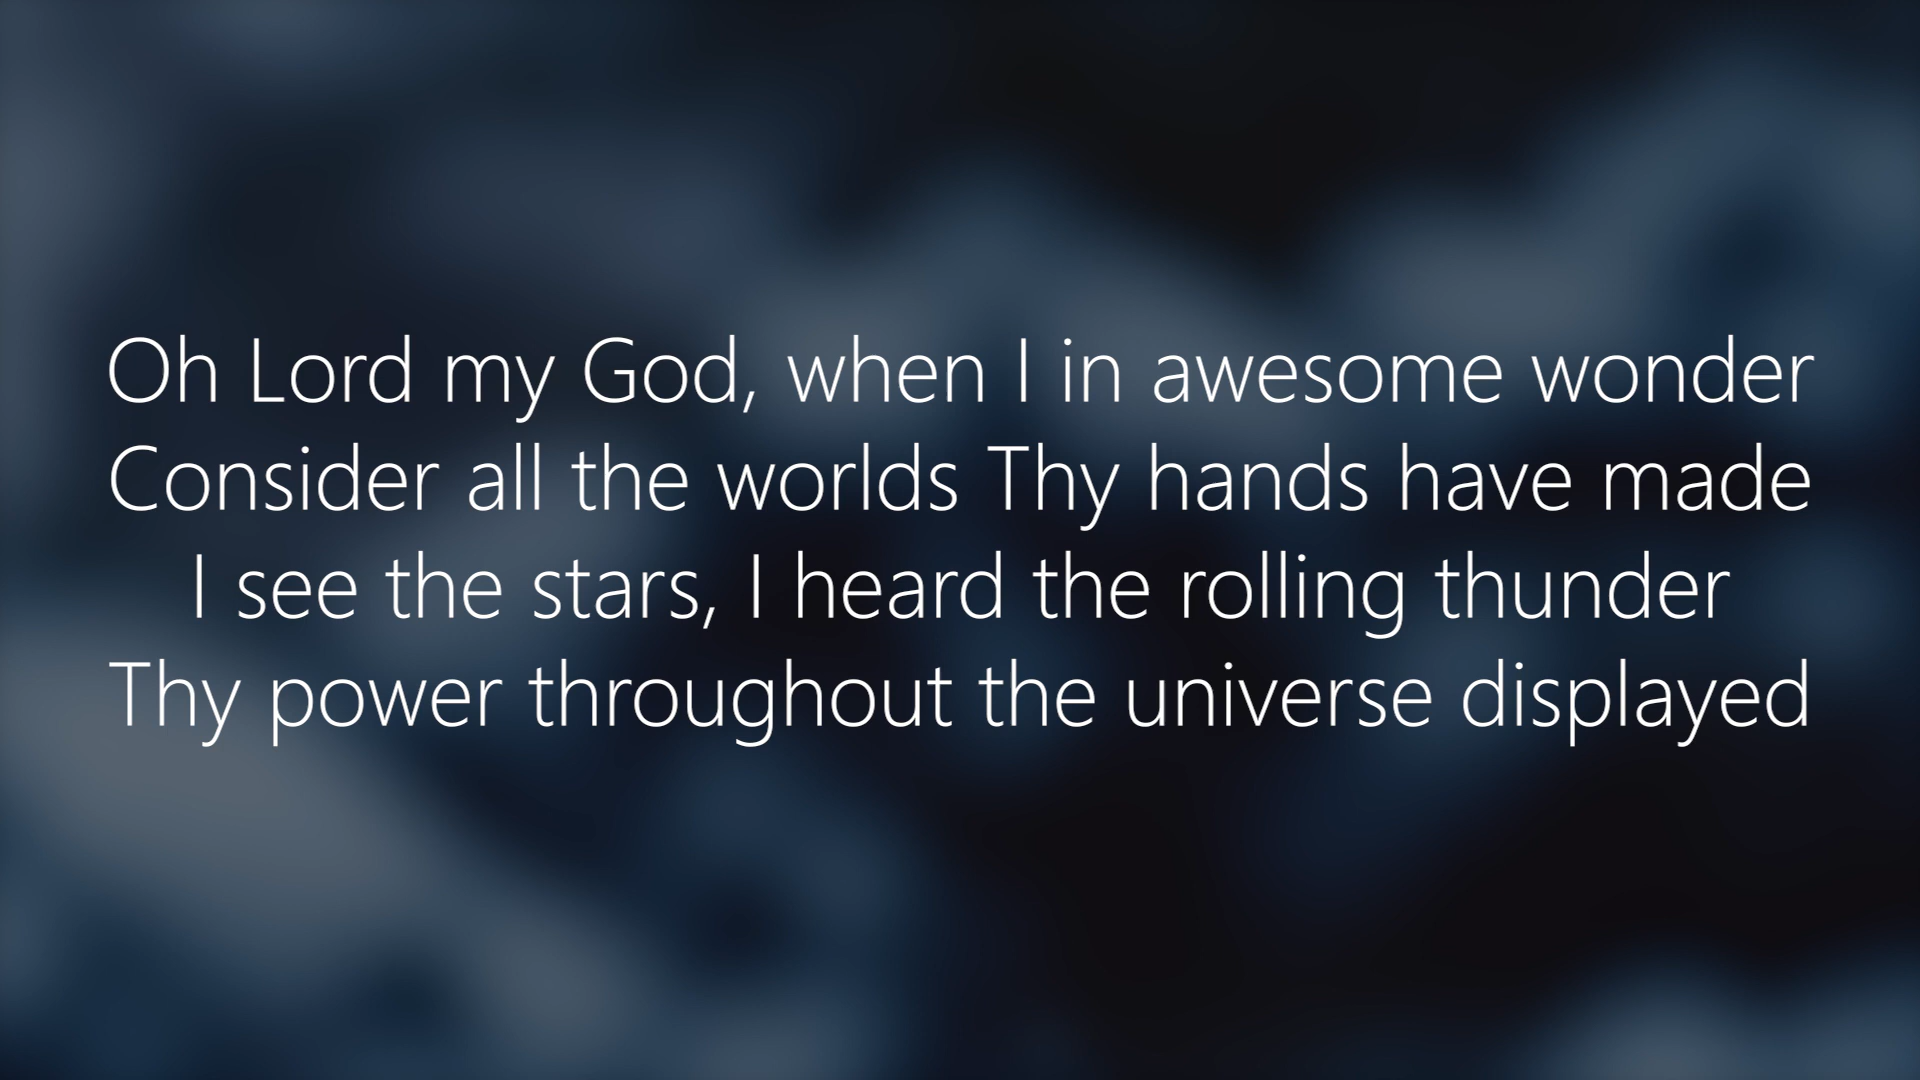 Oh Lord my God, when I in awesome wonder
Consider all the worlds Thy hands have made
I see the stars, I heard the rolling thunder
Thy power throughout the universe displayed